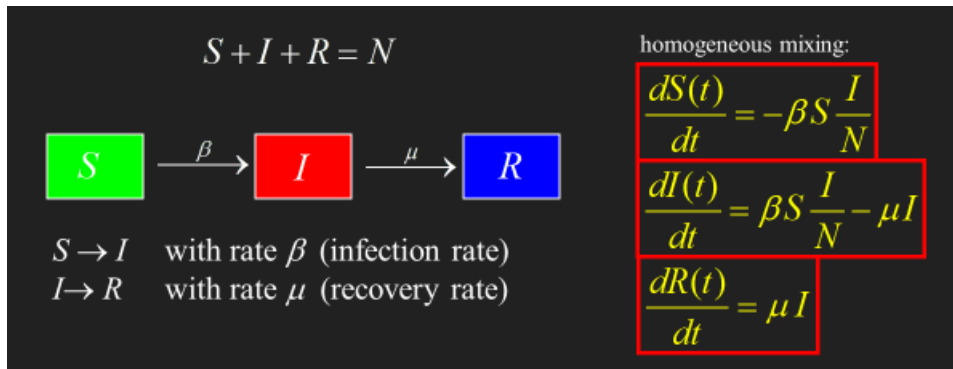 S + I + R = N
S β I μ R
S → I with rate β (infection rate)
I → R with rate μ (recovery rate)
homogeneous mixing:
dS(t)/dt = −βS I/N
dI(t)/dt = βS I/N − μI
dR(t)/dt = μI